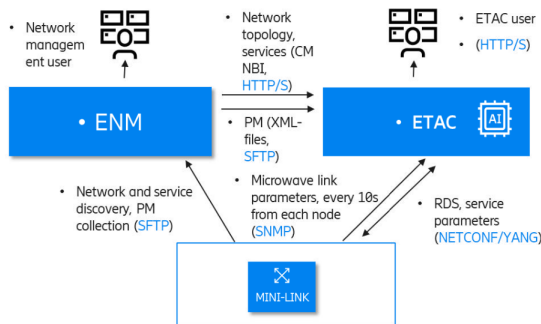 • Network
managem
ent user
• Network
topology,
services (CM
NBI,
HTTP/S)
• ETAC user
• (HTTP/S)
• ENM
• PM (XML-
files,
SFTP)
• ETAC
AI
• Network and service
discovery, PM
collection (SFTP)
• Microwave link
parameters, every 10s
from each node
(SNMP)
• RDS, service
parameters
(NETCONF/YANG)
MINI-LINK